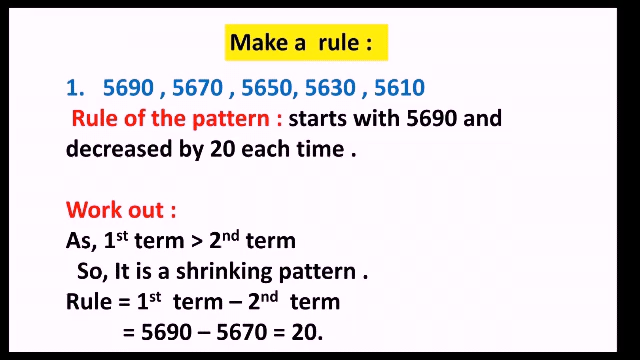 Make a rule :
1. 5690 , 5670 , 5650, 5630 , 5610
Rule of the pattern : starts with 5690 and
decreased by 20 each time .
Work out :
As, 1st term > 2nd term
So, It is a shrinking pattern .
Rule = 1st term – 2nd term
= 5690 – 5670 = 20.